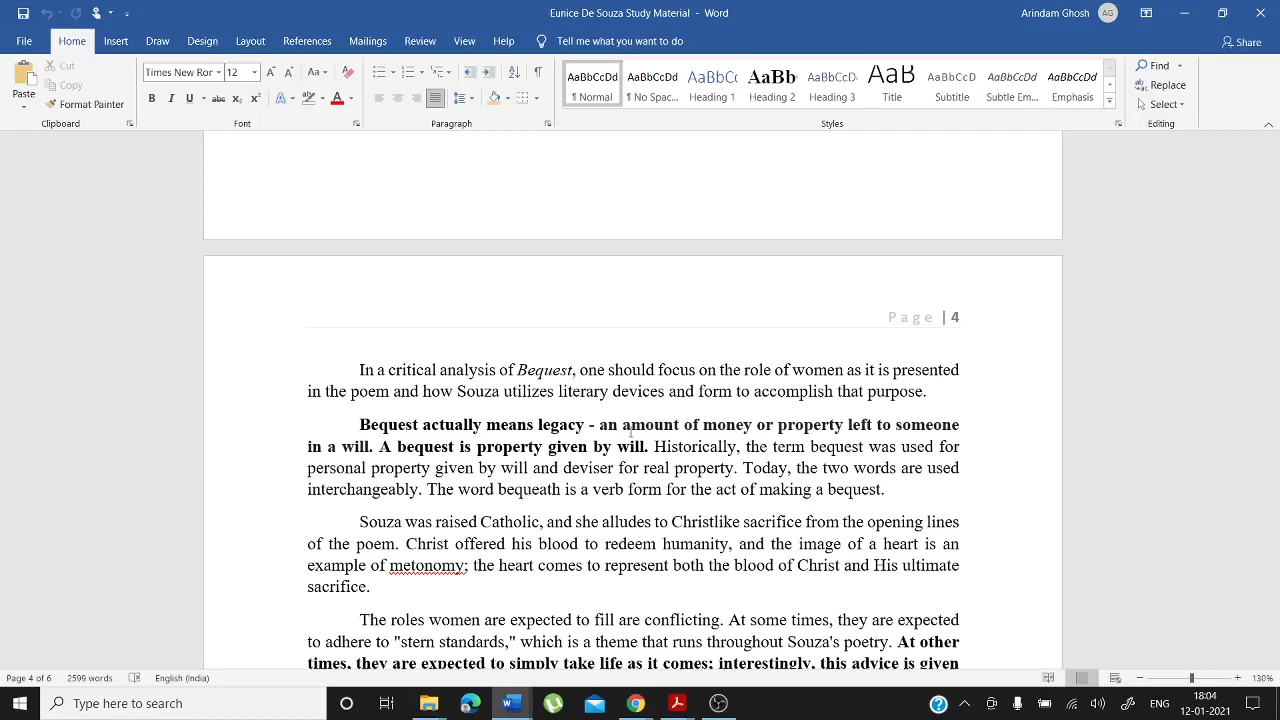 Eunice De Souza Study Material - Word
Arindam Ghosh AG
File Home Insert Draw Design Layout References Mailings Review View Help Tell me what you want to do Share
Paste Cut Copy Format Painter
Clipboard
Times New Ror 12 A A Aa
B I U abc x₂ x² A A
Font
Paragraph
AaBbCcDd AaBbCcDd AaBbCc AaBb AaBbCcD AaB AaBbCcD AaBbCcDd AaBbCcDd
¶ Normal ¶ No Spac... Heading 1 Heading 2 Heading 3 Title Subtitle Subtle Em... Emphasis
Styles
Find
Replace
Select
Editing
Page | 4
In a critical analysis of Bequest, one should focus on the role of women as it is presented
in the poem and how Souza utilizes literary devices and form to accomplish that purpose.
Bequest actually means legacy - an amount of money or property left to someone
in a will. A bequest is property given by will. Historically, the term bequest was used for
personal property given by will and deviser for real property. Today, the two words are used
interchangeably. The word bequeath is a verb form for the act of making a bequest.
Souza was raised Catholic, and she alludes to Christlike sacrifice from the opening lines
of the poem. Christ offered his blood to redeem humanity, and the image of a heart is an
example of metonomy; the heart comes to represent both the blood of Christ and His ultimate
sacrifice.
The roles women are expected to fill are conflicting. At some times, they are expected
to adhere to "stern standards," which is a theme that runs throughout Souza's poetry. At other
times, they are expected to simply take life as it comes; interestingly, this advice is given
Page 4 of 6 2599 words English (India) 130%
Type here to search
ENG
18:04
12-01-2021